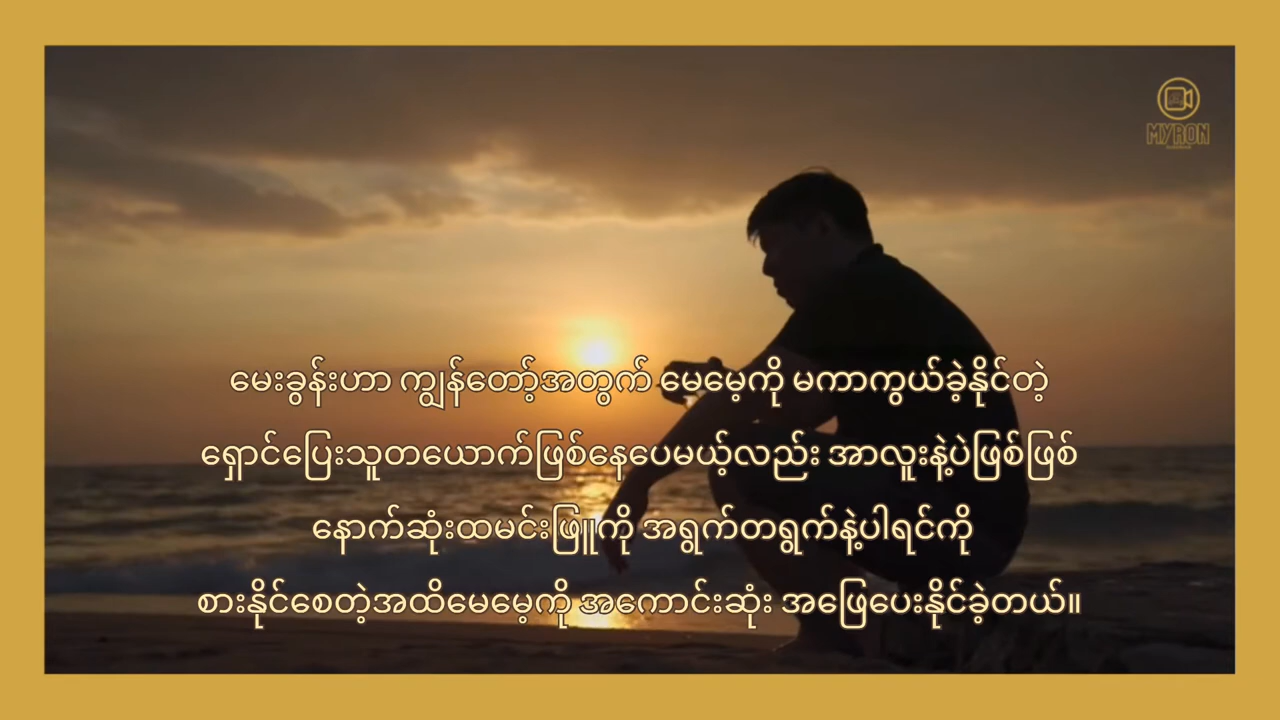 MYRON
မေးခွန်းဟာ ကျွန်တော့်အတွက် မေမေ့ကို မကာကွယ်ခဲ့နိုင်တဲ့
ရှောင်ပြေးသူတယောက်ဖြစ်နေပေမယ့်လည်း အာလူးနဲ့ပဲဖြစ်ဖြစ်
နောက်ဆုံးထမင်းဖြူကို အရွက်တရွက်နဲ့ပါရင်ကို
စားနိုင်စေတဲ့အထိမေမေ့ကို အကောင်းဆုံး အဖြေပေးနိုင်ခဲ့တယ်။